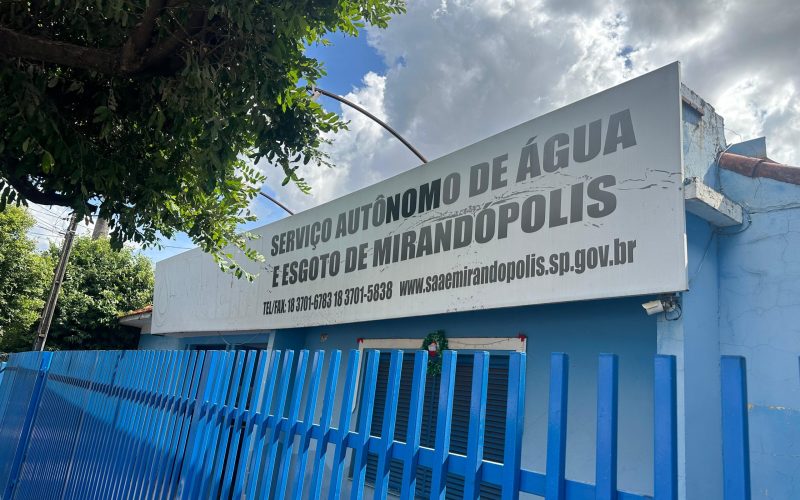 SERVIÇO AUTÔNOMO DE ÁGUA
E ESGOTO DE MIRANDÓPOLIS
TEL/FAX: 18 3701-6783 18 3701-5838 www.saaemirandopolis.sp.gov.br